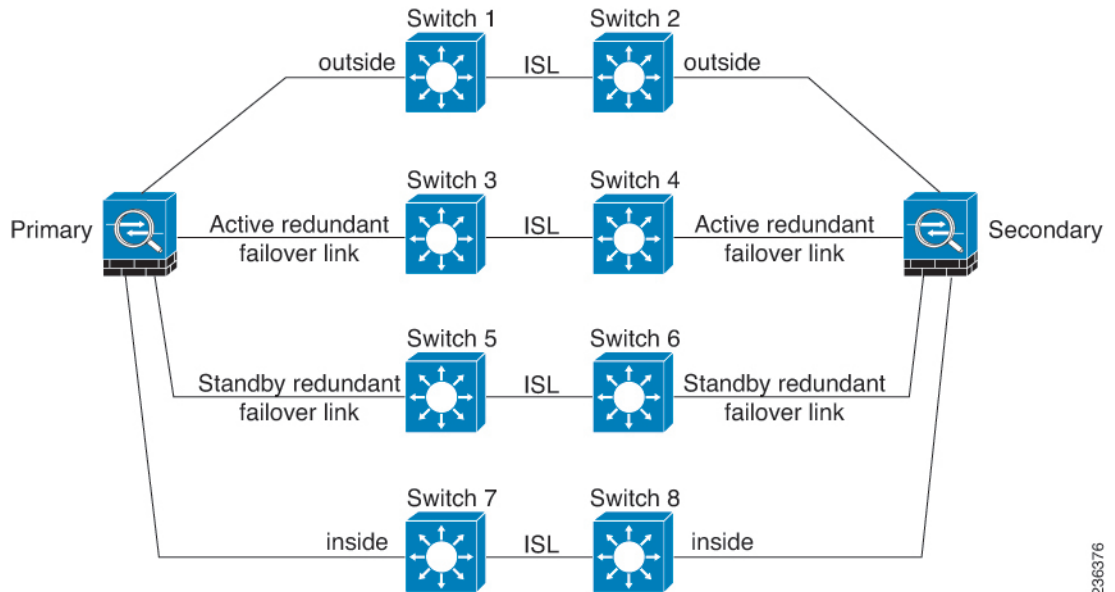 Switch 1
Switch 2
outside
ISL
outside
Switch 3
Switch 4
Primary
Active redundant
failover link
ISL
Active redundant
failover link
Secondary
Switch 5
Switch 6
Standby redundant
failover link
ISL
Standby redundant
failover link
Switch 7
Switch 8
inside
ISL
inside
236376